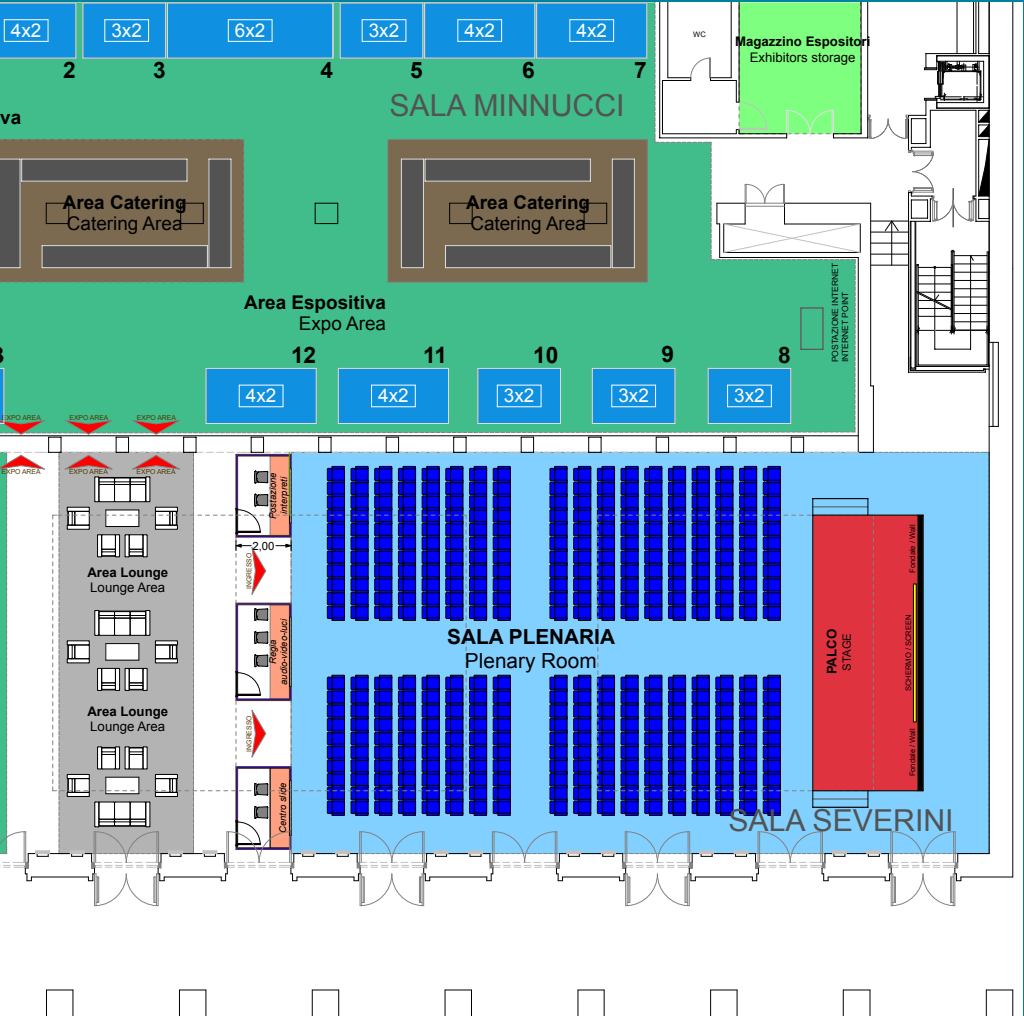 4x2
3x2
6x2
3x2
4x2
4x2
2
3
4
5
6
7
WC
Magazzino Espositori
Exhibitors storage
SALA MINNUCCI
va
Area Catering
Catering Area
Area Catering
Catering Area
Area Espositiva
Expo Area
POSTAZIONE INTERNET
INTERNET POINT
12
11
10
9
8
4x2
4x2
3x2
3x2
3x2
EXPO AREA
EXPO AREA
EXPO AREA
EXPO AREA
EXPO AREA
EXPO AREA
Postazione
interpreti
2,00
INGRESSO
Area Lounge
Lounge Area
Regia
audio-video-luci
SALA PLENARIA
Plenary Room
PALCO
STAGE
Fondale / Wall
SCHERMO / SCREEN
Fondale / Wall
Area Lounge
Lounge Area
INGRESSO
Centro slide
SALA SEVERINI